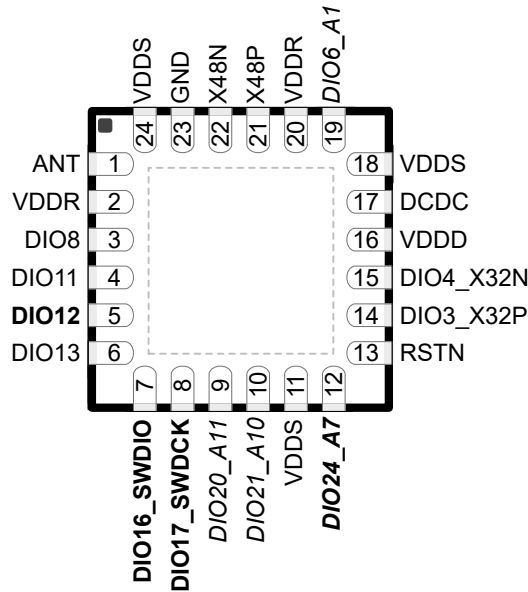 VDDS
GND
X48N
X48P
VDDR
DIO6_A1
24
23
22
21
20
19
ANT 1
VDDR 2
DIO8 3
DIO11 4
DIO12 5
DIO13 6
18 VDDS
17 DCDC
16 VDDD
15 DIO4_X32N
14 DIO3_X32P
13 RSTN
7
8
9
10
11
12
DIO16_SWDIO
DIO17_SWDCK
DIO20_A11
DIO21_A10
VDDS
DIO24_A7